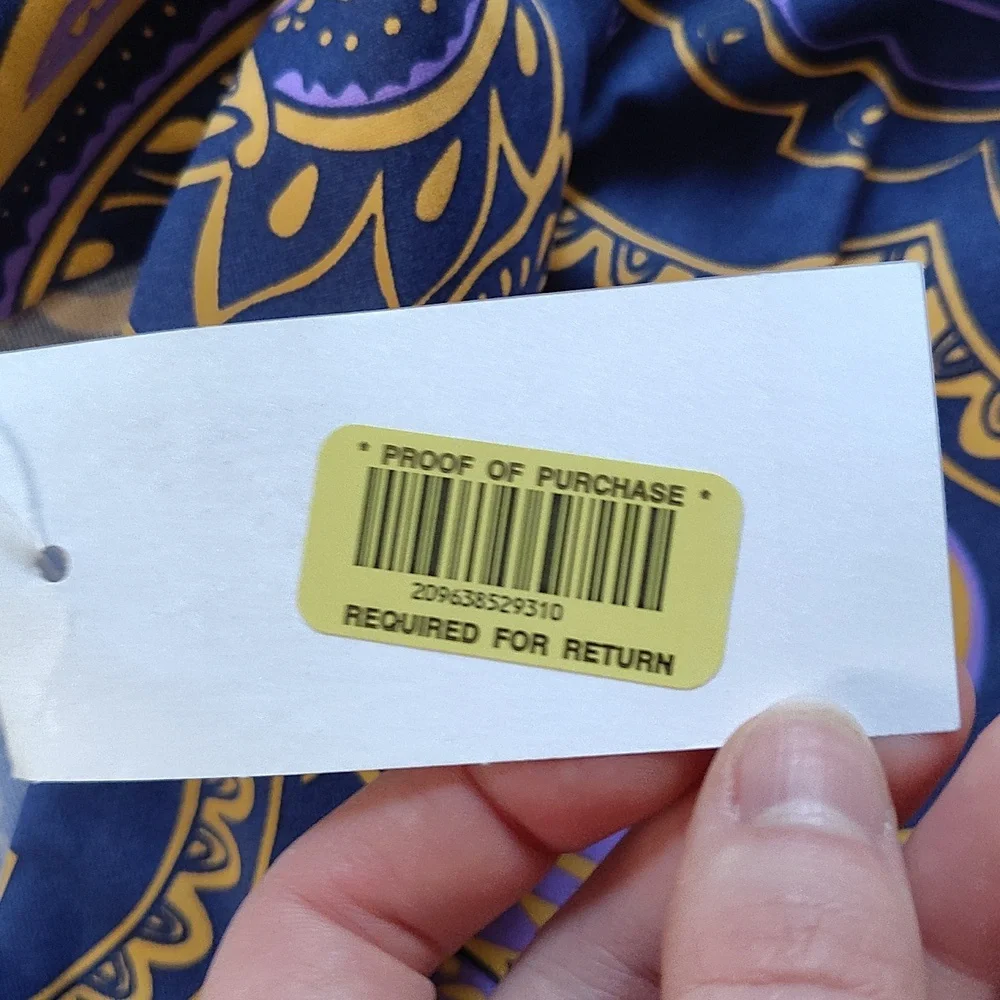 * PROOF OF PURCHASE *
209638529310
REQUIRED FOR RETURN